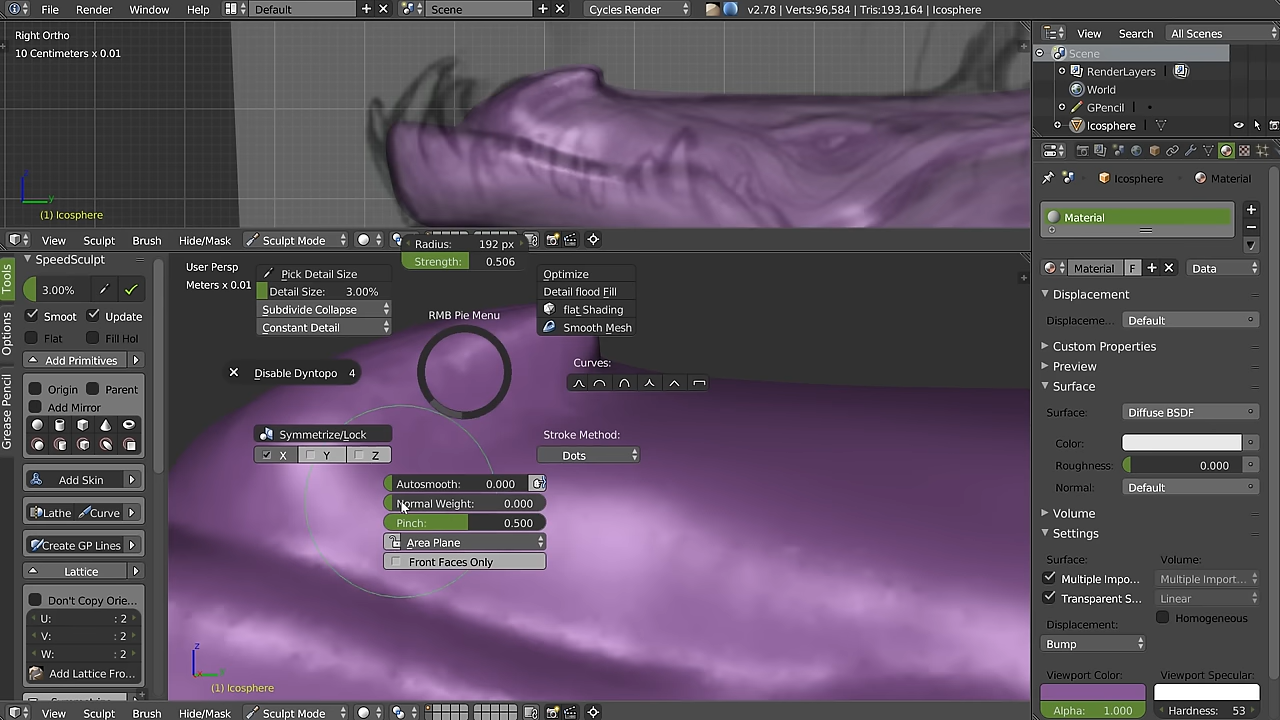 File Edit Render Window Help Default Scene Cycles Render v2.78 | Verts:96,584 | Tris:193,164 | Icosphere
Right Ortho
10 Centimeters x 0.01
(1) Icosphere
View Sculpt Brush Hide/Mask Sculpt Mode
Radius: 192 px
Strength: 0.506
Tools
Options
Grease Pencil
SpeedSculpt
3.00%
Smoot Update
Flat Fill Hol
Add Primitives
Origin Parent
Add Mirror
Add Skin
Lathe Curve
Create GP Lines
Lattice
Don't Copy Orie...
U: : 2
V: : 2
W: : 2
Add Lattice Fro...
User Persp
Meters x 0.01
Pick Detail Size
Detail Size: 3.00%
Subdivide Collapse
Constant Detail
Optimize
Detail flood Fill
flat Shading
Smooth Mesh
RMB Pie Menu
Disable Dyntopo 4
Curves:
Symmetrize/Lock
X Y Z
Stroke Method:
Dots
Autosmooth: 0.000
Normal Weight: 0.000
Pinch: 0.500
Area Plane
Front Faces Only
(1) Icosphere
View Sculpt Brush Hide/Mask Sculpt Mode
View Search All Scenes
Scene
RenderLayers
World
GPencil
Icosphere
Icosphere Material
Material
Material F Data
Displacement
Displaceme... Default
Custom Properties
Preview
Surface
Surface: Diffuse BSDF
Color:
Roughness: 0.000
Normal: Default
Volume
Settings
Surface: Volume:
Multiple Impo... Multiple Import...
Transparent S... Linear
Homogeneous
Displacement:
Bump
Viewport Color: Viewport Specular:
Alpha: 1.000 Hardness: 53